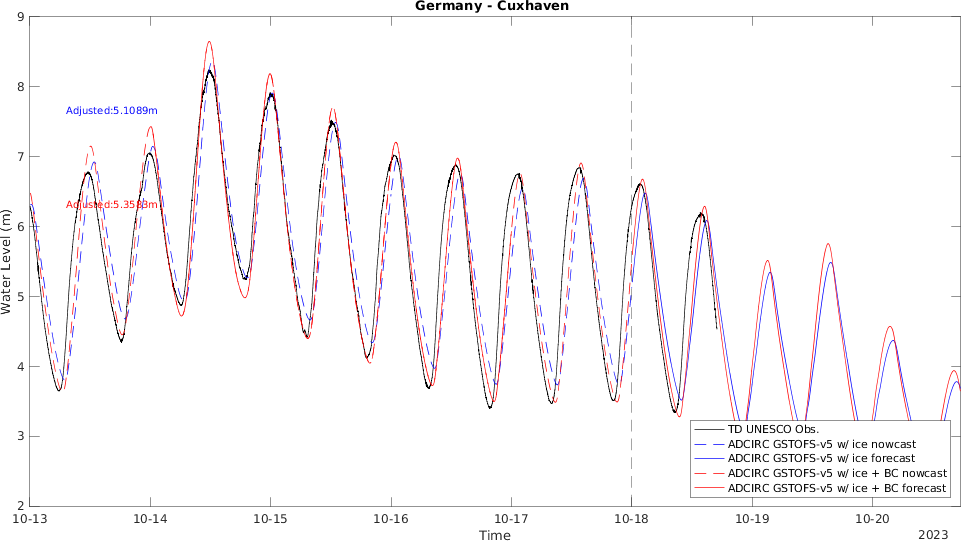 Germany - Cuxhaven
9
8
7
6
5
4
3
2
Water Level (m)
Adjusted:5.1089m
Adjusted:5.3583m
TD UNESCO Obs.
ADCIRC GSTOFS-v5 w/ ice nowcast
ADCIRC GSTOFS-v5 w/ ice forecast
ADCIRC GSTOFS-v5 w/ ice + BC nowcast
ADCIRC GSTOFS-v5 w/ ice + BC forecast
10-13 10-14 10-15 10-16 10-17 10-18 10-19 10-20
Time
2023